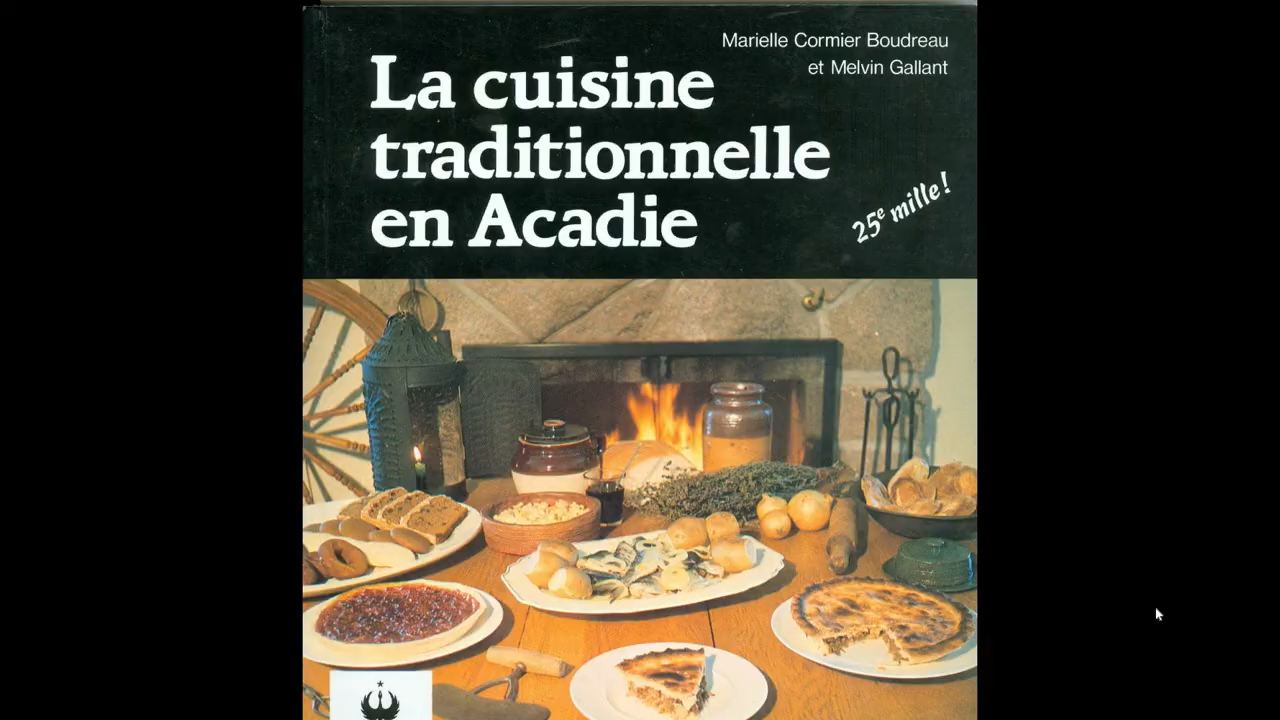 Marielle Cormier Boudreau
et Melvin Gallant
La cuisine
traditionnelle
en Acadie
25e mille!